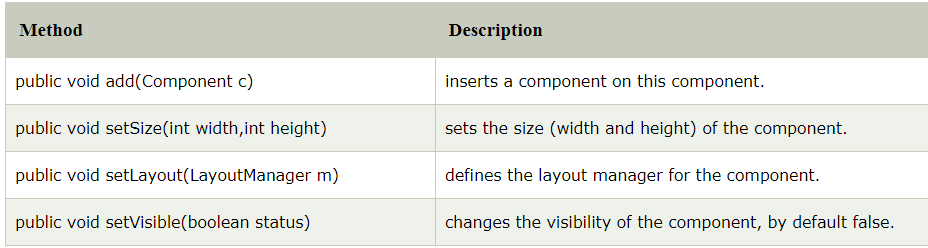 Method Description
public void add(Component c) inserts a component on this component.
public void setSize(int width,int height) sets the size (width and height) of the component.
public void setLayout(LayoutManager m) defines the layout manager for the component.
public void setVisible(boolean status) changes the visibility of the component, by default false.